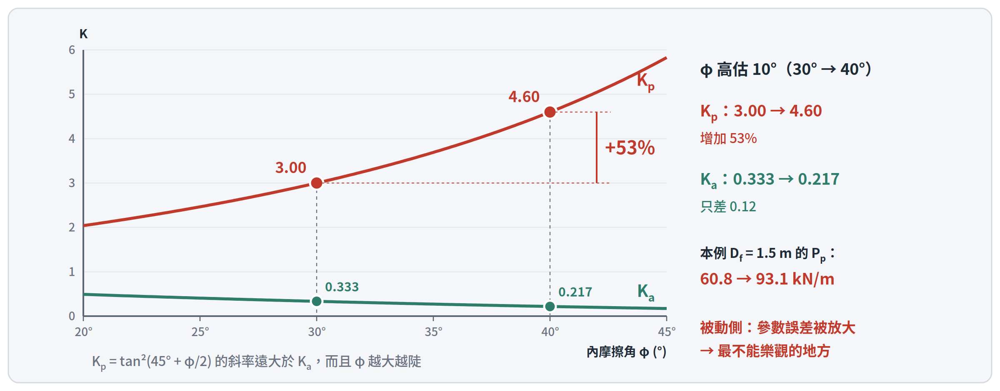 K
6
5
4
3
2
1
0
20°
25°
30°
35°
40°
45°
內摩擦角 φ (°)
Kp
4.60
3.00
+53%
0.333
0.217
Ka
Kp = tan²(45° + φ/2) 的斜率遠大於 Ka，而且 φ 越大越陡
φ 高估 10°（30° → 40°）
Kp：3.00 → 4.60
增加 53%
Ka：0.333 → 0.217
只差 0.12
本例 Df = 1.5 m 的 Pp：
60.8 → 93.1 kN/m
被動側：參數誤差被放大
→ 最不能樂觀的地方